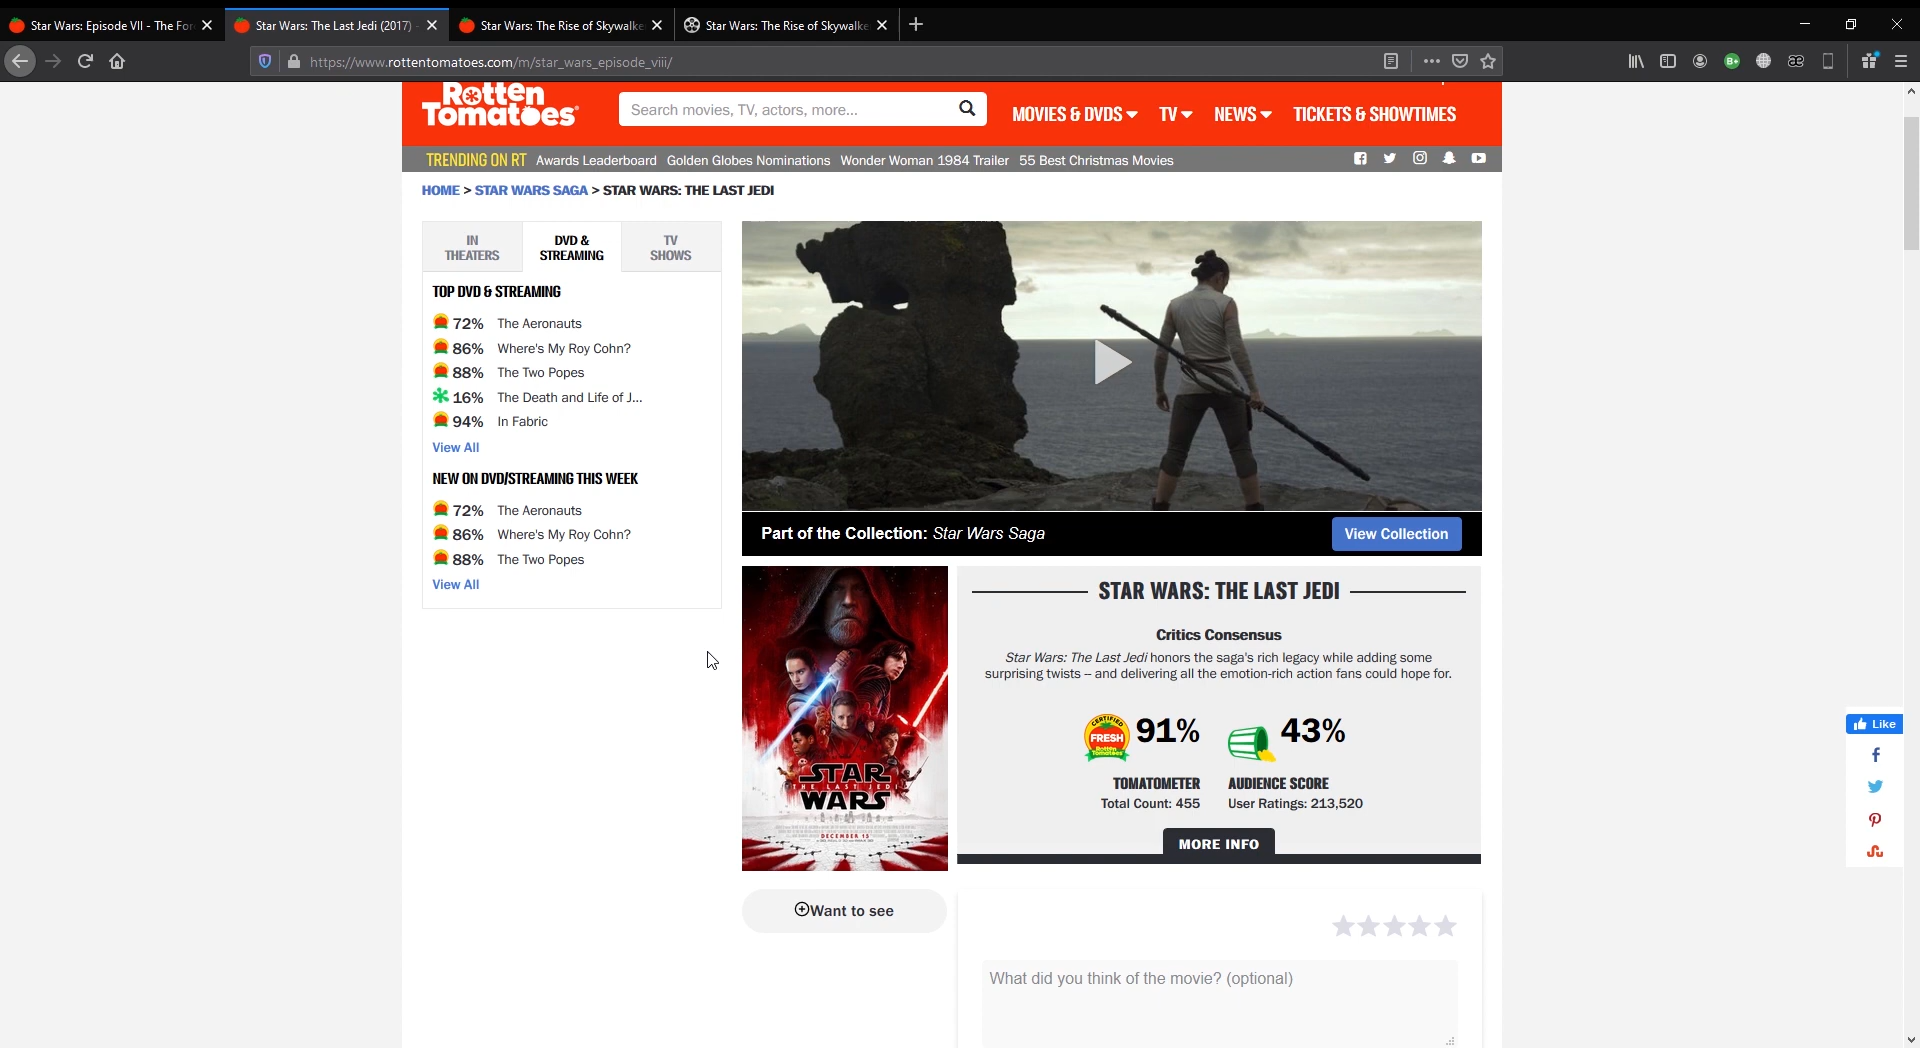 Star Wars: Episode VII - The For
Star Wars: The Last Jedi (2017) -
Star Wars: The Rise of Skywalke
Star Wars: The Rise of Skywalke
https://www.rottentomatoes.com/m/star_wars_episode_viii/
Rotten
Tomatoes
Search movies, TV, actors, more...
MOVIES & DVDS
TV
NEWS
TICKETS & SHOWTIMES
TRENDING ON RT
Awards Leaderboard
Golden Globes Nominations
Wonder Woman 1984 Trailer
55 Best Christmas Movies
HOME > STAR WARS SAGA > STAR WARS: THE LAST JEDI
IN
THEATERS
DVD &
STREAMING
TV
SHOWS
TOP DVD & STREAMING
72% The Aeronauts
86% Where's My Roy Cohn?
88% The Two Popes
16% The Death and Life of J...
94% In Fabric
View All
NEW ON DVD/STREAMING THIS WEEK
72% The Aeronauts
86% Where's My Roy Cohn?
88% The Two Popes
View All
Part of the Collection: Star Wars Saga
View Collection
STAR
THE LAST JEDI
WARS
DECEMBER 15
STAR WARS: THE LAST JEDI
Critics Consensus
Star Wars: The Last Jedi honors the saga's rich legacy while adding some
surprising twists -- and delivering all the emotion-rich action fans could hope for.
CERTIFIED
FRESH
Rotten
Tomatoes
91%
43%
TOMATOMETER
Total Count: 455
AUDIENCE SCORE
User Ratings: 213,520
MORE INFO
Want to see
What did you think of the movie? (optional)
Like